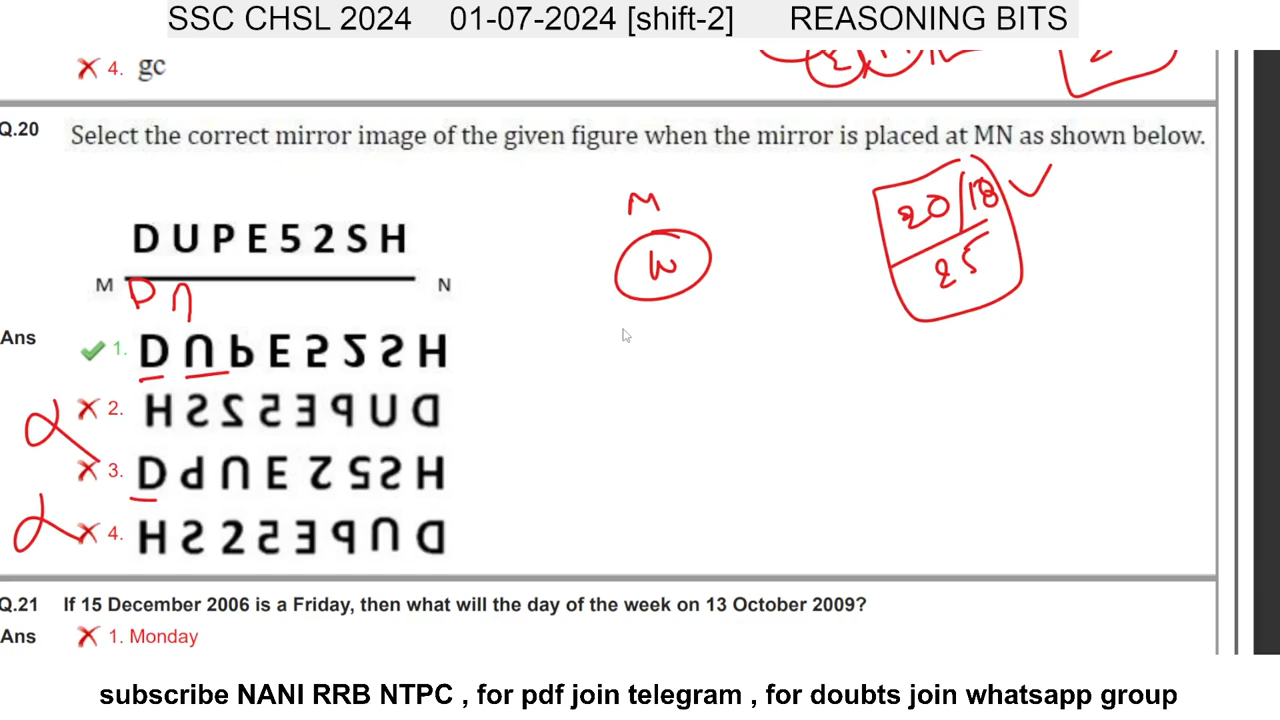 SSC CHSL 2024 01-07-2024 [shift-2] REASONING BITS
4. gc
Q.20 Select the correct mirror image of the given figure when the mirror is placed at MN as shown below.
M
20/18
25
W
DUPE52SH
M N
D U
Ans
1.
2.
3.
4.
Q.21 If 15 December 2006 is a Friday, then what will the day of the week on 13 October 2009?
Ans 1. Monday
subscribe NANI RRB NTPC , for pdf join telegram , for doubts join whatsapp group